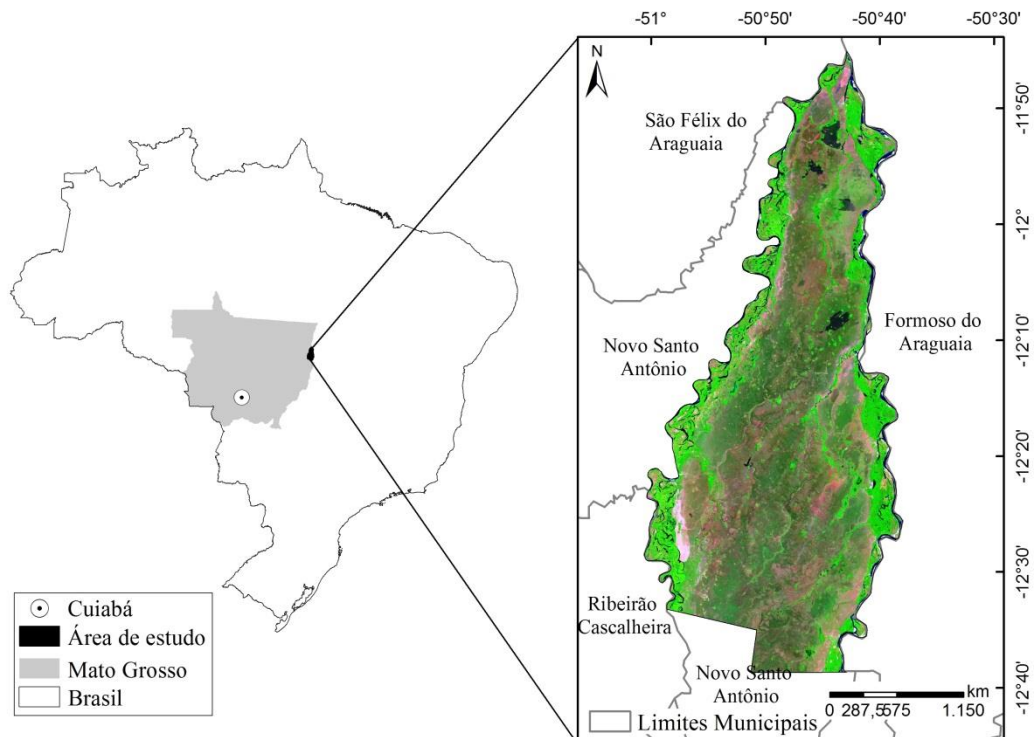 -51° -50°50' -50°40' -50°30'
N
São Félix do
Araguaia
-11°50'
-12°
Novo Santo
Antônio
Formoso do
Araguaia
-12°10'
-12°20'
-12°30'
Ribeirão
Cascalheira
Novo Santo
Antônio
-12°40'
km
0 287,5575 1.150
Limites Municipais
Cuiabá
Área de estudo
Mato Grosso
Brasil